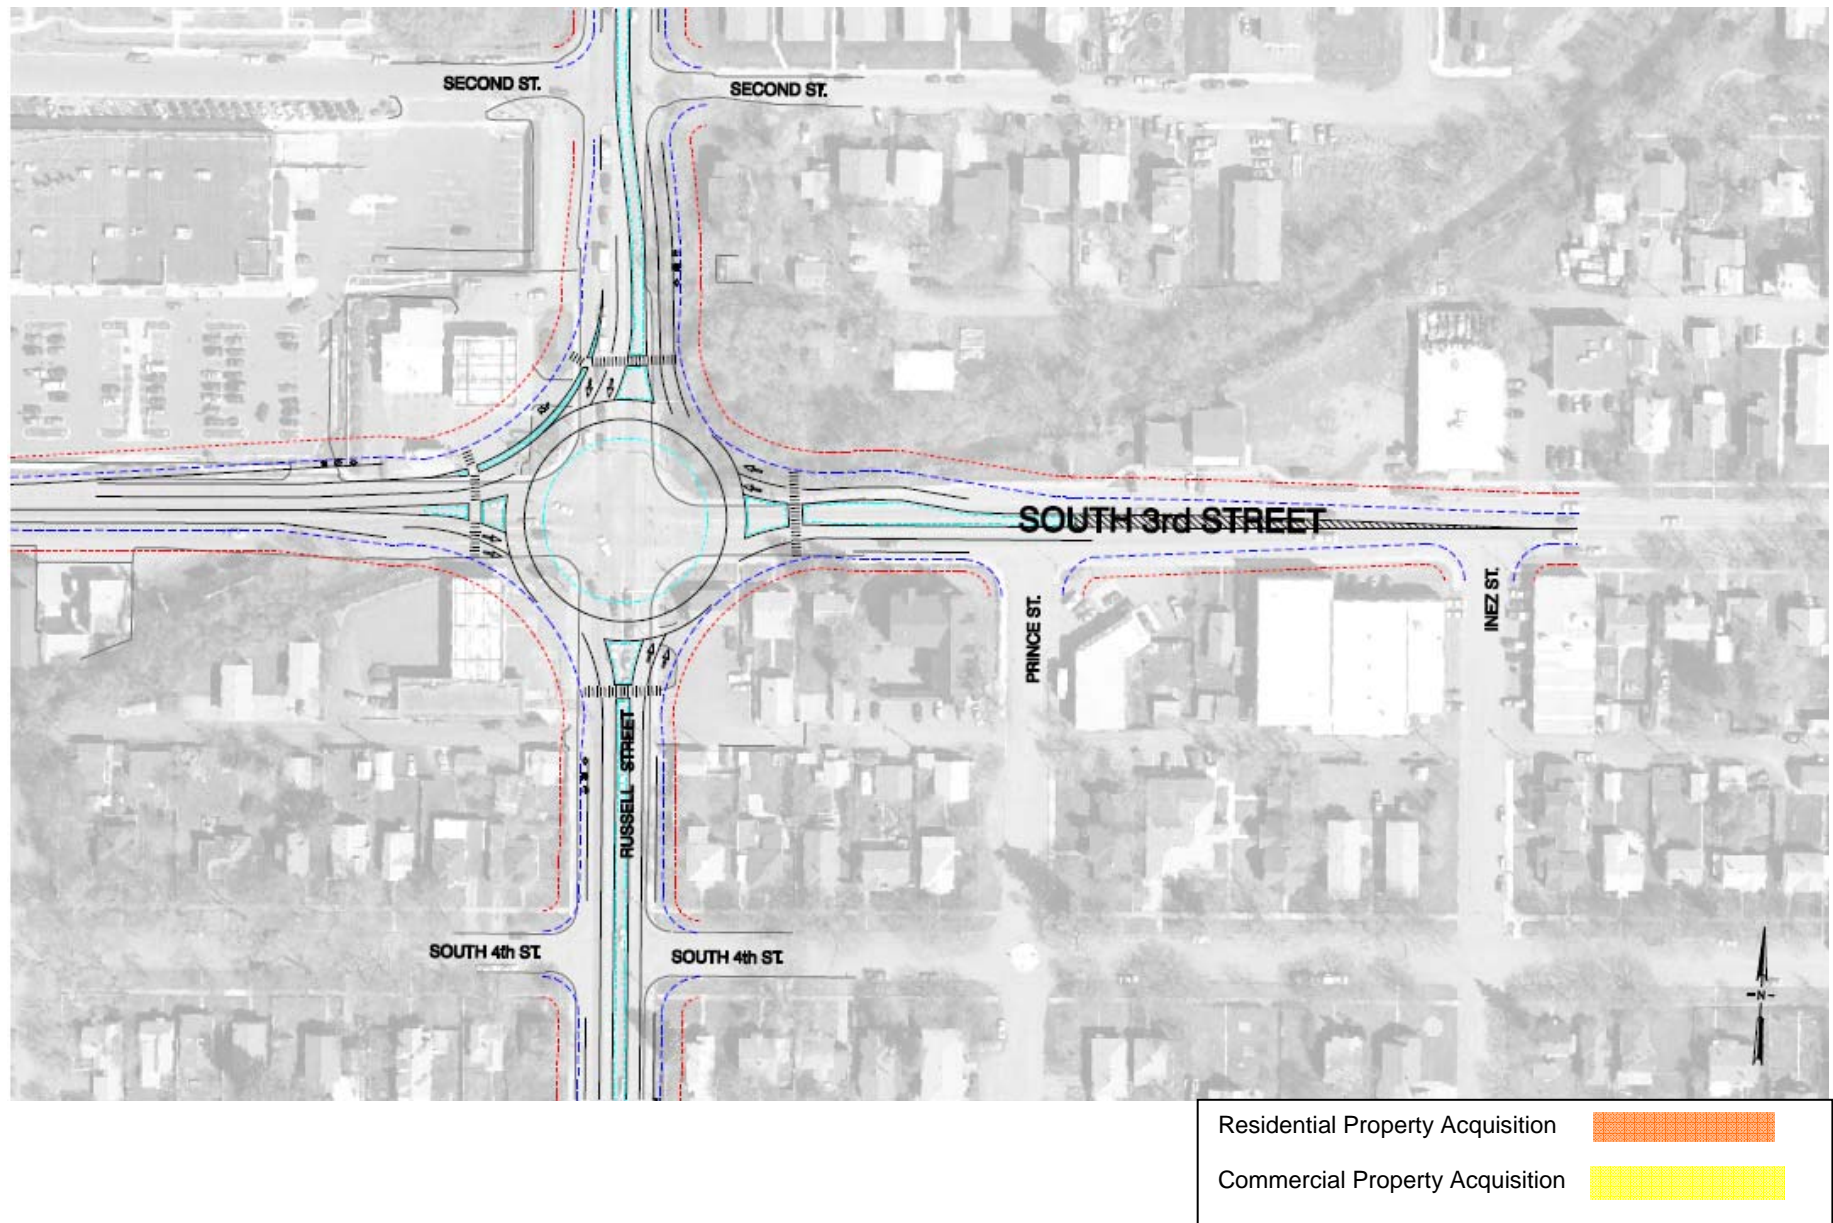 SECOND ST.
SECOND ST.
SOUTH 3rd STREET
PRINCE ST.
INEZ ST.
RUSSELL STREET
SOUTH 4th ST.
SOUTH 4th ST.
-N-
Residential Property Acquisition
Commercial Property Acquisition